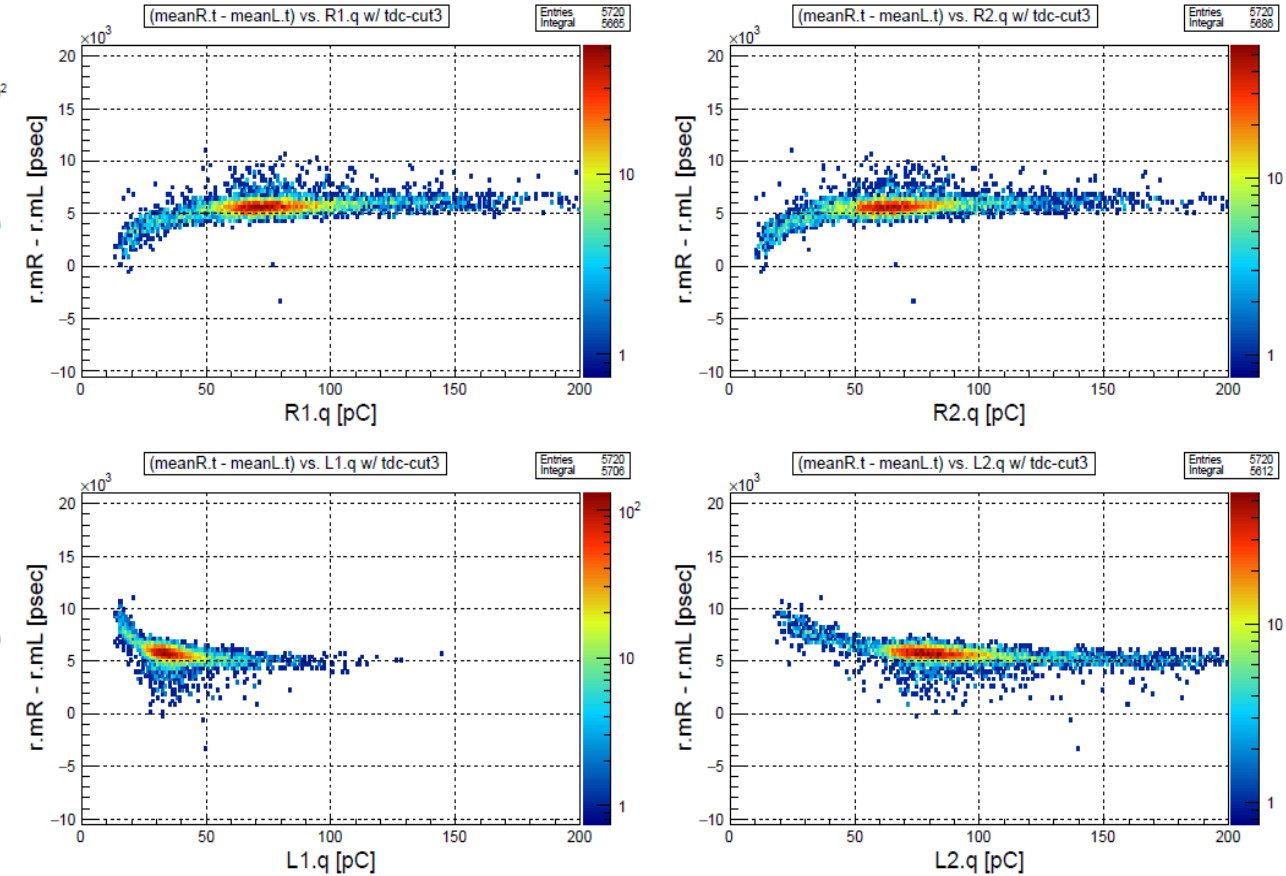 (meanR.t - meanL.t) vs. R1.q w/ tdc-cut3
Entries 5720
Integral 5665
×10³
20
15
10
5
0
−5
−10
r.mR - r.mL [psec]
0 50 100 150 200
R1.q [pC]
10
1
(meanR.t - meanL.t) vs. R2.q w/ tdc-cut3
Entries 5720
Integral 5686
×10³
20
15
10
5
0
−5
−10
r.mR - r.mL [psec]
0 50 100 150 200
R2.q [pC]
10
1
(meanR.t - meanL.t) vs. L1.q w/ tdc-cut3
Entries 5720
Integral 5706
×10³
20
15
10
5
0
−5
−10
r.mR - r.mL [psec]
0 50 100 150 200
L1.q [pC]
10²
10
1
(meanR.t - meanL.t) vs. L2.q w/ tdc-cut3
Entries 5720
Integral 5612
×10³
20
15
10
5
0
−5
−10
r.mR - r.mL [psec]
0 50 100 150 200
L2.q [pC]
10
1